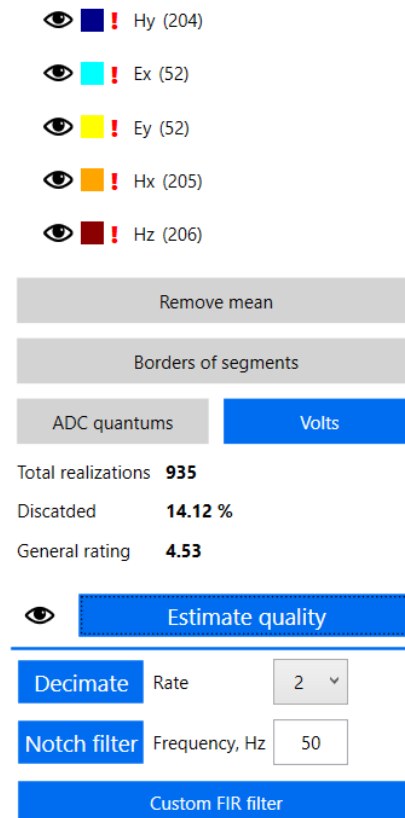 ! Hy (204)
! Ex (52)
! Ey (52)
! Hx (205)
! Hz (206)
Remove mean
Borders of segments
ADC quantums Volts
Total realizations 935
Discatded 14.12 %
General rating 4.53
Estimate quality
Decimate Rate 2
Notch filter Frequency, Hz 50
Custom FIR filter